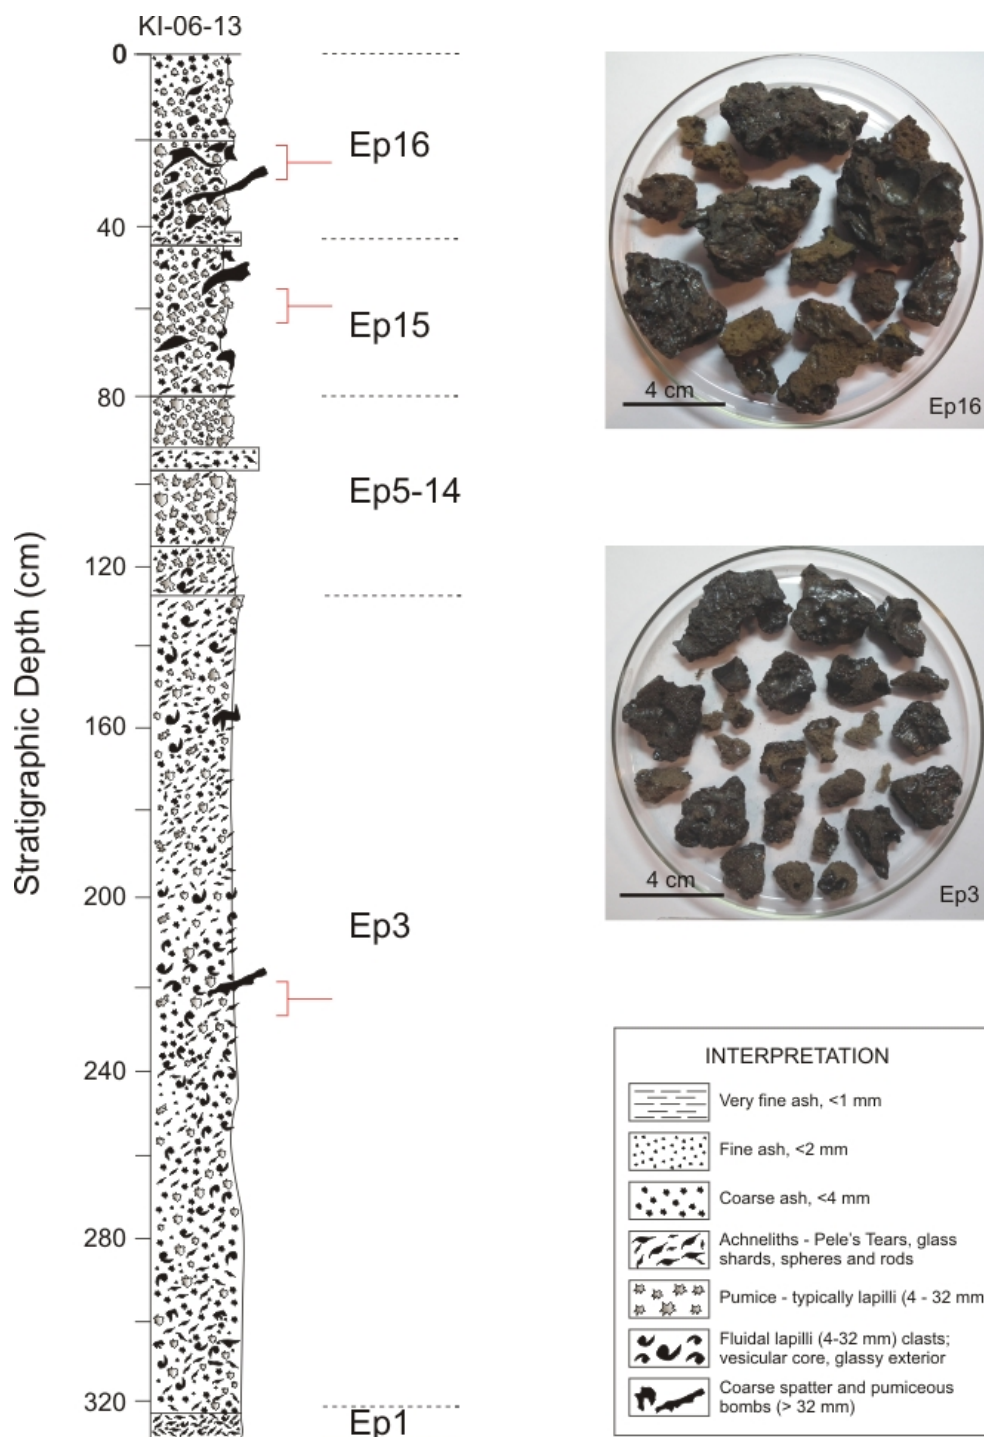 KI-06-13
0
40
80
120
160
200
240
280
320
Stratigraphic Depth (cm)
Ep16
Ep15
Ep5-14
Ep3
Ep1
4 cm
Ep16
4 cm
Ep3
INTERPRETATION
Very fine ash, <1 mm
Fine ash, <2 mm
Coarse ash, <4 mm
Achneliths - Pele's Tears, glass
shards, spheres and rods
Pumice - typically lapilli (4 - 32 mm
Fluidal lapilli (4-32 mm) clasts;
vesicular core, glassy exterior
Coarse spatter and pumiceous
bombs (> 32 mm)